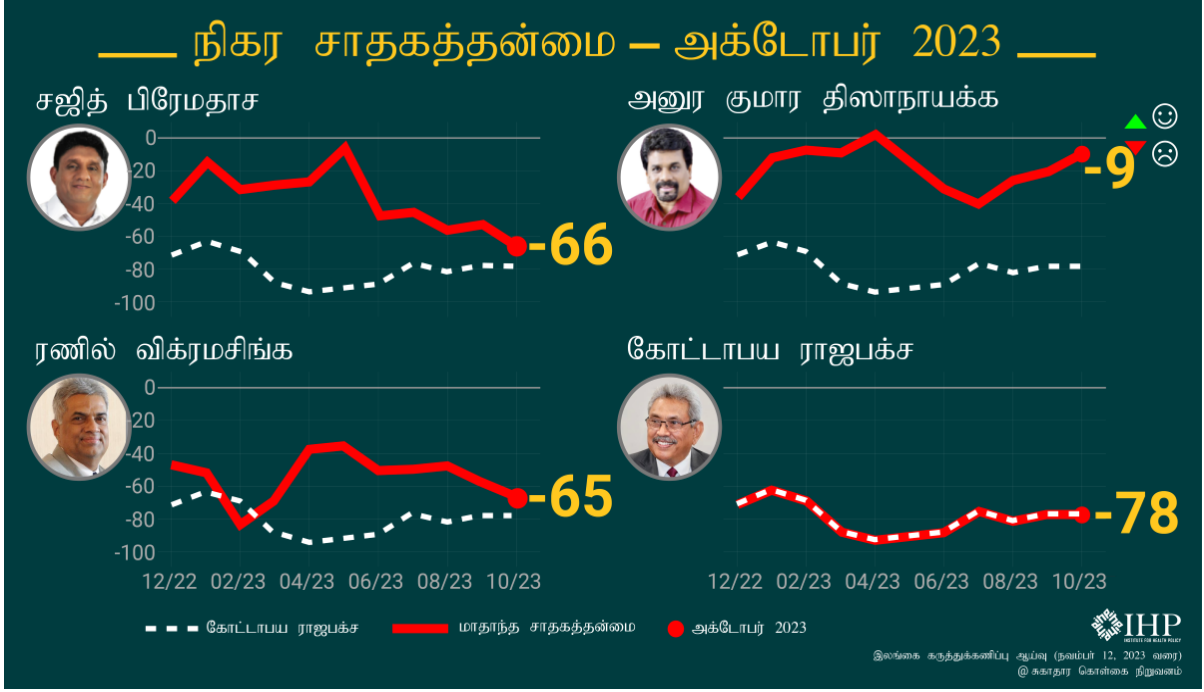 நிகர சாதகத்தன்மை – அக்டோபர் 2023
சஜித் பிரேமதாச
0
-20
-40
-60
-80
-100
-66
அனுர குமார திஸாநாயக்க
-9
ரணில் விக்ரமசிங்க
0
-20
-40
-60
-80
-100
-65
12/22 02/23 04/23 06/23 08/23 10/23
கோட்டாபய ராஜபக்ச
-78
12/22 02/23 04/23 06/23 08/23 10/23
கோட்டாபய ராஜபக்ச மாதாந்த சாதகத்தன்மை அக்டோபர் 2023
IHP
INSTITUTE FOR HEALTH POLICY
இலங்கை கருத்துக்கணிப்பு ஆய்வு (நவம்பர் 12, 2023 வரை)
@ சுகாதார கொள்கை நிறுவனம்